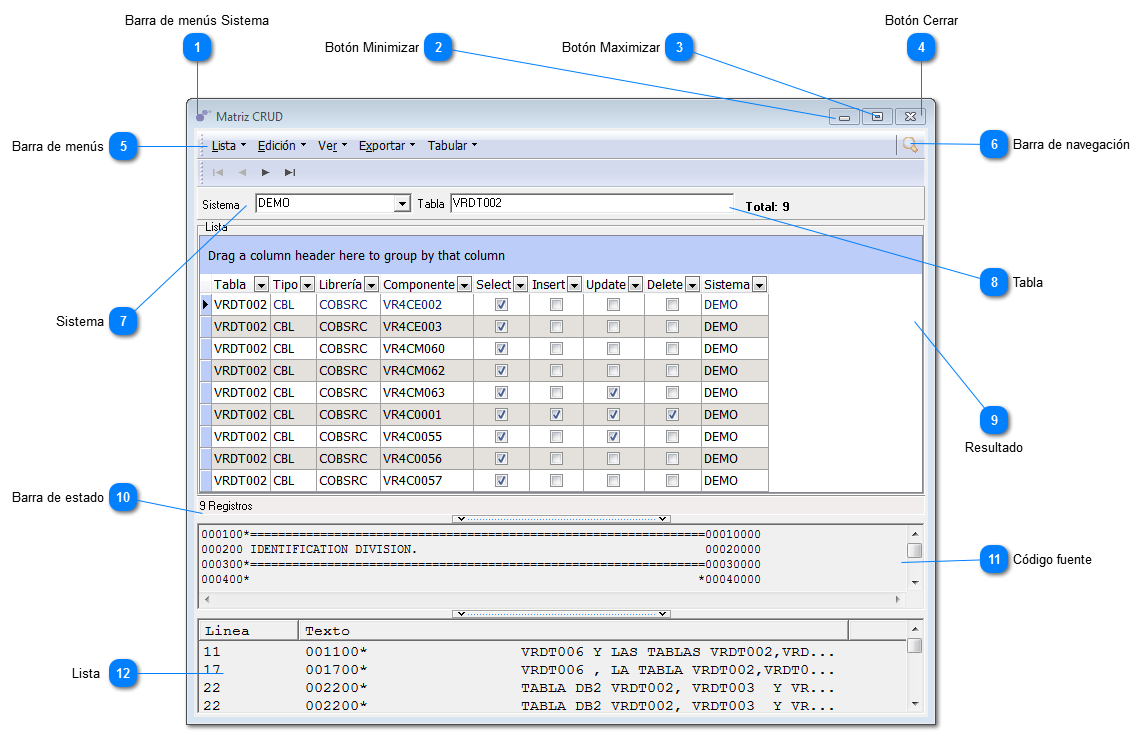 Barra de menús Sistema
Botón Cerrar
1
Botón Minimizar 2
Botón Maximizar 3
4
Matriz CRUD
Barra de menús 5
Lista Edición Ver Exportar Tabular
6 Barra de navegación
Sistema DEMO Tabla VRDT002 Total: 9
Lista
Drag a column header here to group by that column
Tabla Tipo Librería Componente Select Insert Update Delete Sistema
8 Tabla
VRDT002 CBL COBSRC VR4CE002 DEMO
Sistema 7
VRDT002 CBL COBSRC VR4CE003 DEMO
VRDT002 CBL COBSRC VR4CM060 DEMO
VRDT002 CBL COBSRC VR4CM062 DEMO
VRDT002 CBL COBSRC VR4CM063 DEMO
VRDT002 CBL COBSRC VR4C0001 DEMO
9
Resultado
VRDT002 CBL COBSRC VR4C0055 DEMO
VRDT002 CBL COBSRC VR4C0056 DEMO
VRDT002 CBL COBSRC VR4C0057 DEMO
Barra de estado 10
9 Registros
000100*=================================================================00010000
000200 IDENTIFICATION DIVISION. 00020000
000300*=================================================================00030000
000400* *00040000
11 Código fuente
Linea Texto
11 001100* VRDT006 Y LAS TABLAS VRDT002,VRD...
Lista 12
17 001700* VRDT006 , LA TABLA VRDT002,VRDT0...
22 002200* TABLA DB2 VRDT002, VRDT003 Y VR...
22 002200* TABLA DB2 VRDT002, VRDT003 Y VR...